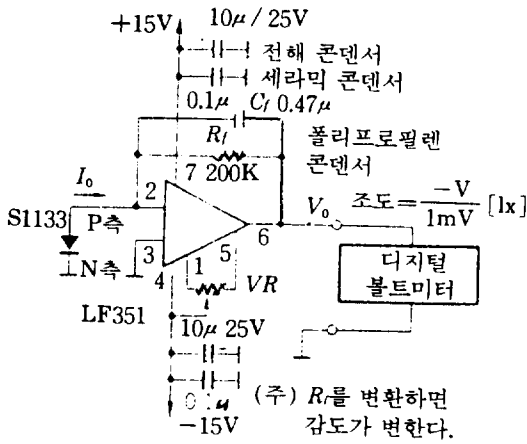 10μ/25V
+15V
전해 콘덴서
세라믹 콘덴서
0.1μ
C_f 0.47μ
R_f
폴리프로필렌
콘덴서
7
200K
I_o
2
S1133
P측
3
N측
4
1
5
6
V_o
조도=-V/1mV [lx]
디지털
볼트미터
VR
LF351
10μ 25V
-15V
(주) R_f를 변환하면
감도가 변한다.